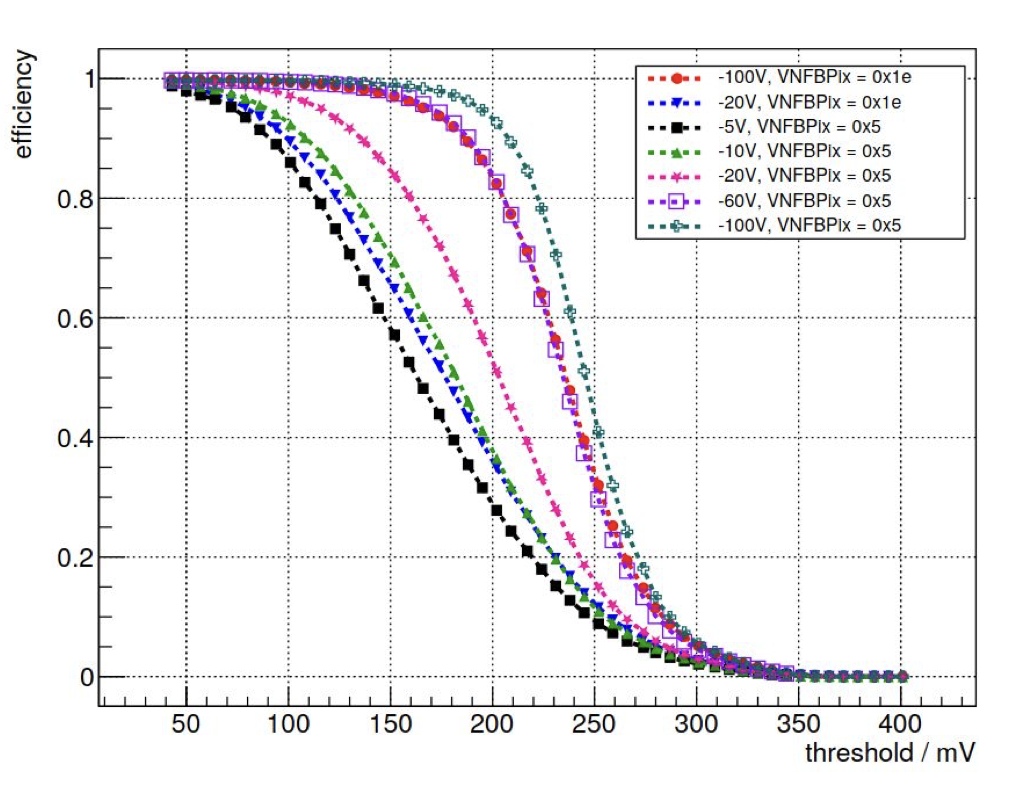 efficiency
1
0.8
0.6
0.4
0.2
0
-100V, VNFBPix = 0x1e
-20V, VNFBPix = 0x1e
-5V, VNFBPix = 0x5
-10V, VNFBPix = 0x5
-20V, VNFBPix = 0x5
-60V, VNFBPix = 0x5
-100V, VNFBPix = 0x5
50 100 150 200 250 300 350 400
threshold / mV